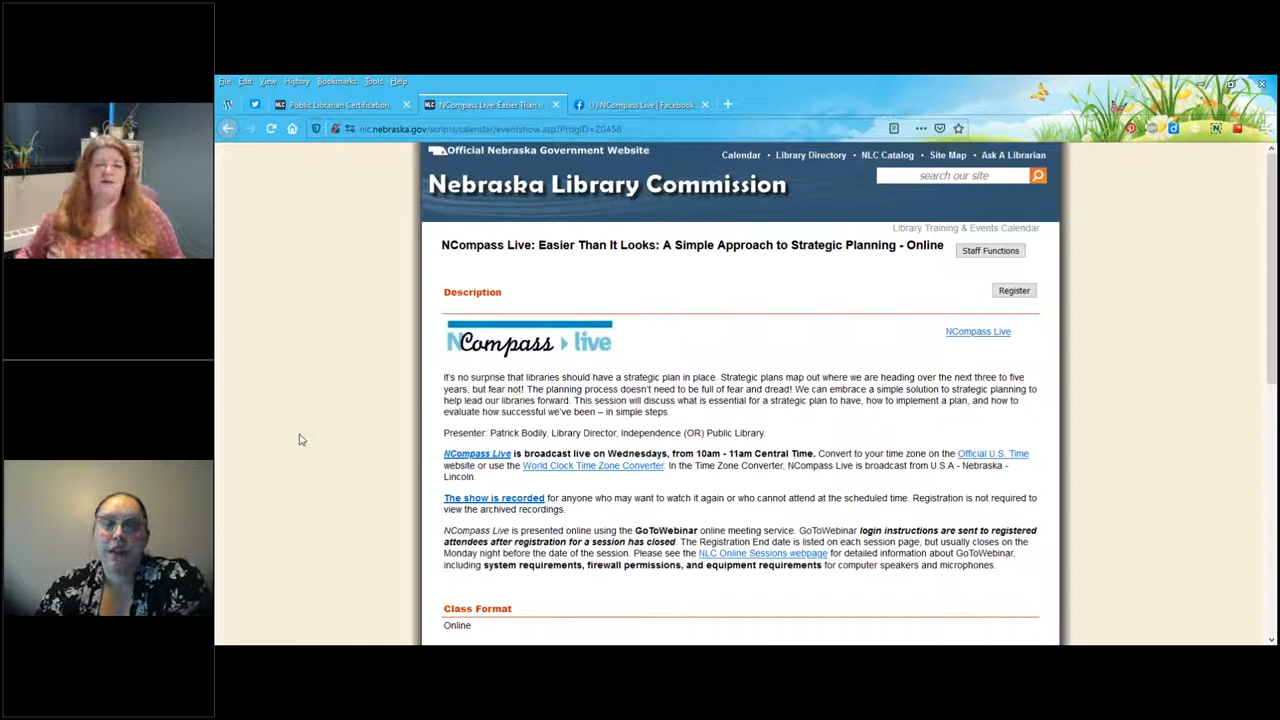 File Edit View History Bookmarks Tools Help
NLC Public Librarian Certification
NLC NCompass Live: Easier Than It
(1) NCompass Live | Facebook
nlc.nebraska.gov/scripts/calendar/eventshow.asp?ProgID=20458
Official Nebraska Government Website
Calendar • Library Directory • NLC Catalog • Site Map • Ask A Librarian
Nebraska Library Commission
search our site
Library Training & Events Calendar
NCompass Live: Easier Than It Looks: A Simple Approach to Strategic Planning - Online
Staff Functions
Description
Register
NCompass live
NCompass Live
It's no surprise that libraries should have a strategic plan in place. Strategic plans map out where we are heading over the next three to five
years, but fear not! The planning process doesn't need to be full of fear and dread! We can embrace a simple solution to strategic planning to
help lead our libraries forward. This session will discuss what is essential for a strategic plan to have, how to implement a plan, and how to
evaluate how successful we've been – in simple steps.
Presenter: Patrick Bodily, Library Director, Independence (OR) Public Library.
NCompass Live is broadcast live on Wednesdays, from 10am - 11am Central Time. Convert to your time zone on the Official U.S. Time
website or use the World Clock Time Zone Converter. In the Time Zone Converter, NCompass Live is broadcast from U.S.A - Nebraska -
Lincoln.
The show is recorded for anyone who may want to watch it again or who cannot attend at the scheduled time. Registration is not required to
view the archived recordings.
NCompass Live is presented online using the GoToWebinar online meeting service. GoToWebinar login instructions are sent to registered
attendees after registration for a session has closed. The Registration End date is listed on each session page, but usually closes on the
Monday night before the date of the session. Please see the NLC Online Sessions webpage for detailed information about GoToWebinar,
including system requirements, firewall permissions, and equipment requirements for computer speakers and microphones.
Class Format
Online